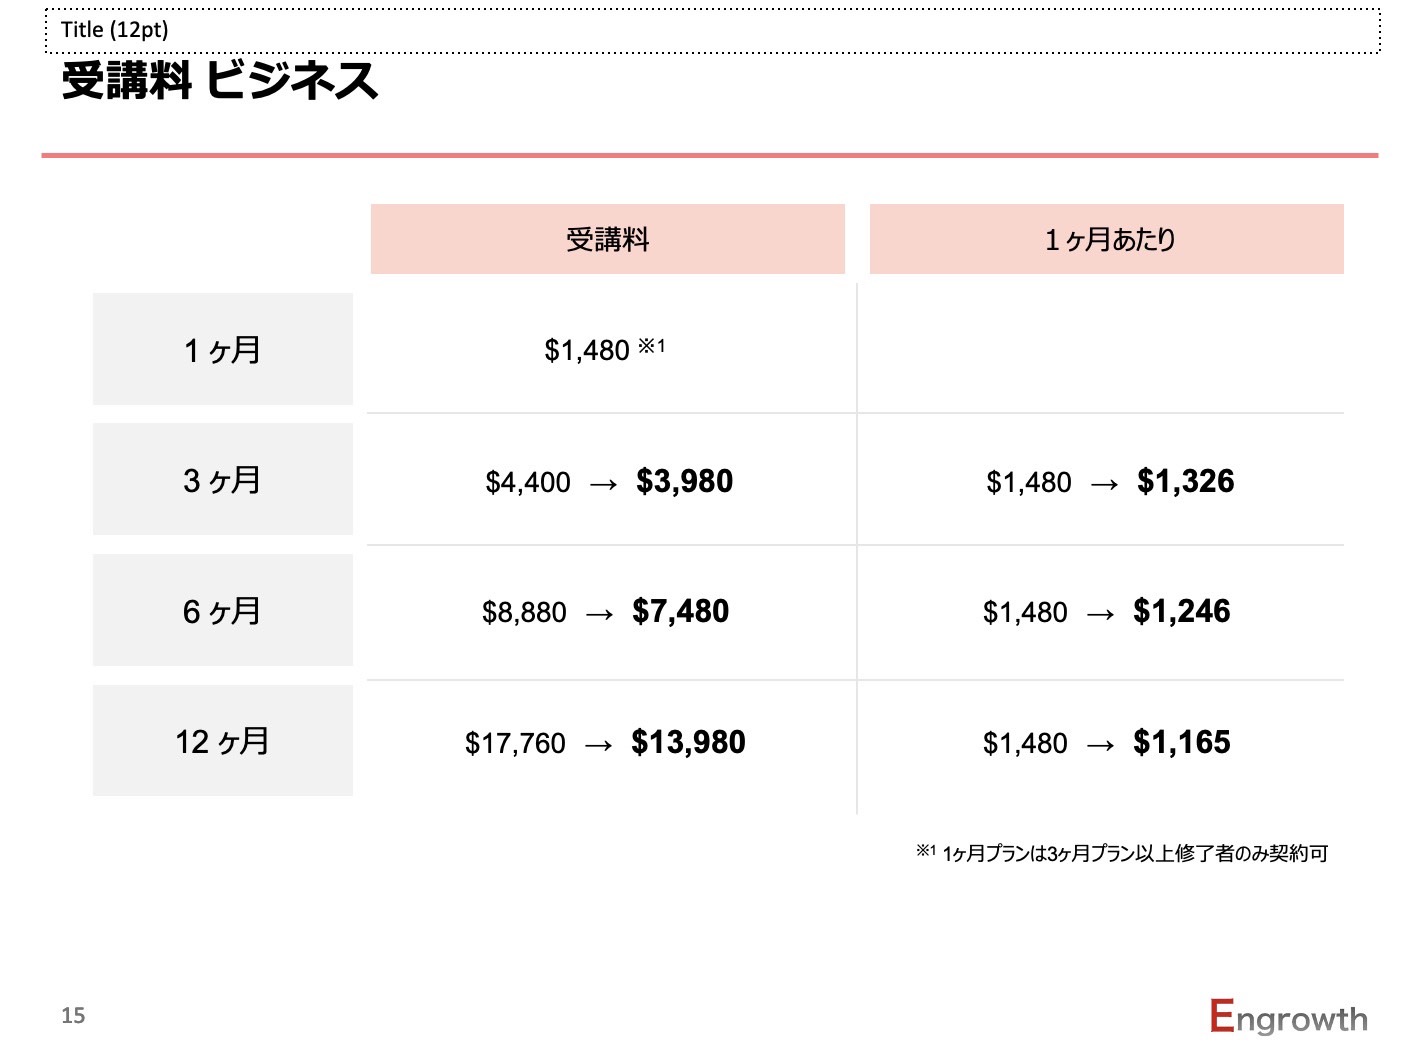 Title (12pt)
受講料 ビジネス
受講料
1 ヶ月あたり
1 ヶ月
$1,480 ※1
3 ヶ月
$4,400 → $3,980
$1,480 → $1,326
6 ヶ月
$8,880 → $7,480
$1,480 → $1,246
12 ヶ月
$17,760 → $13,980
$1,480 → $1,165
※1 1ヶ月プランは3ヶ月プラン以上修了者のみ契約可
15
Engrowth